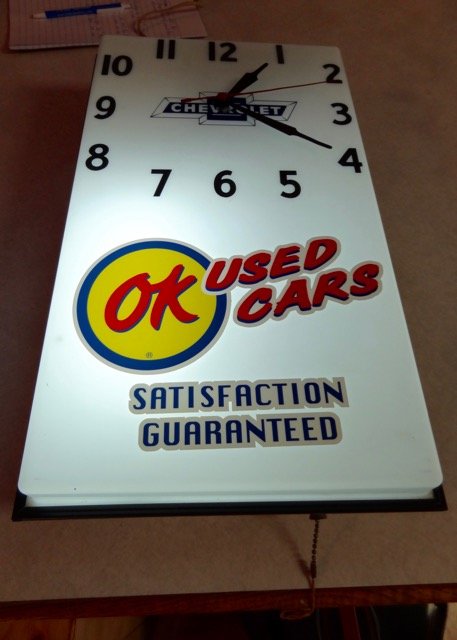 11 12 1
10 2
9 CHEVROLET 3
8 4
7 6 5
OK USED
CARS
®
SATISFACTION
GUARANTEED